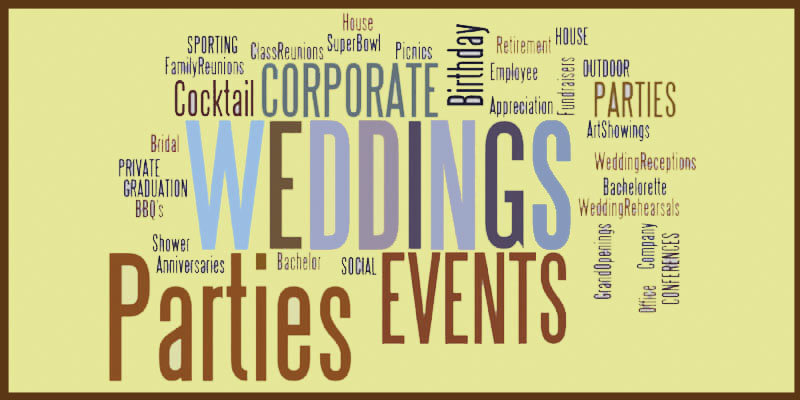 House
SPORTING
ClassReunions
SuperBowl
Picnics
Birthday
Retirement
HOUSE
FamilyReunions
CORPORATE
Employee
Fundraisers
OUTDOOR
Cocktail
Appreciation
PARTIES
ArtShowings
WEDDINGS
Bridal
PRIVATE
GRADUATION
BBQ's
WeddingReceptions
Bachelorette
WeddingRehearsals
Shower
Anniversaries
Bachelor
SOCIAL
EVENTS
Parties
GrandOpenings
Office Company
CONFERENCES